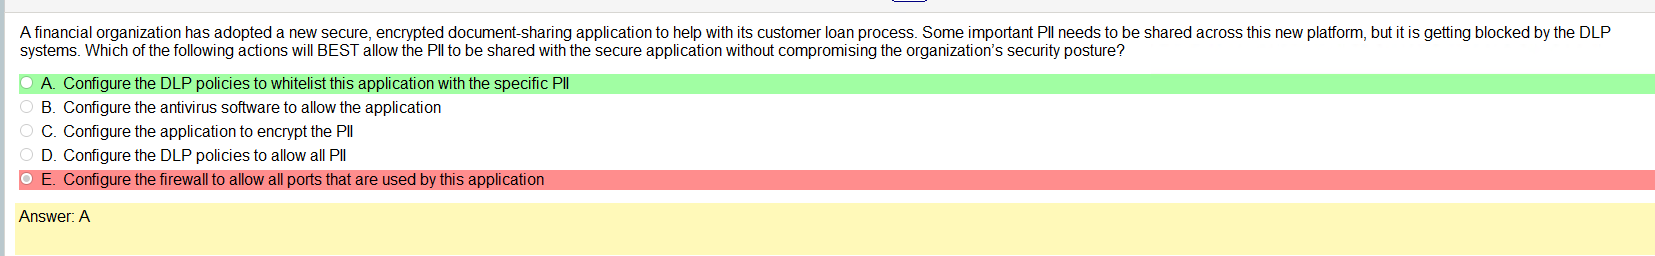 A financial organization has adopted a new secure, encrypted document-sharing application to help with its customer loan process. Some important PII needs to be shared across this new platform, but it is getting blocked by the DLP
systems. Which of the following actions will BEST allow the PII to be shared with the secure application without compromising the organization's security posture?
A. Configure the DLP policies to whitelist this application with the specific PII
B. Configure the antivirus software to allow the application
C. Configure the application to encrypt the PII
D. Configure the DLP policies to allow all PII
E. Configure the firewall to allow all ports that are used by this application
Answer: A